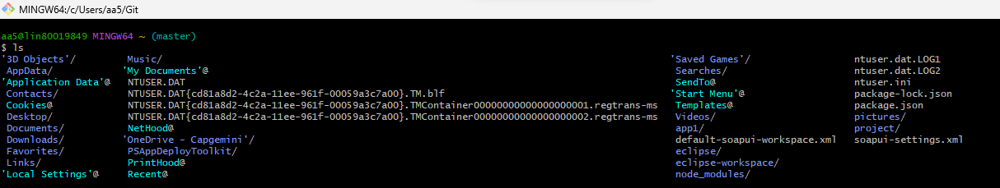 MINGW64:/c/Users/aa5/Git
aa5@lin80019849 MINGW64 ~ (master)
$ ls
'3D Objects'/ Music/ 'Saved Games'/ ntuser.dat.LOG1
AppData/ 'My Documents'@ Searches/ ntuser.dat.LOG2
'Application Data'@ NTUSER.DAT SendTo@ ntuser.ini
Contacts/ NTUSER.DAT{cd81a8d2-4c2a-11ee-961f-00059a3c7a00}.TM.blf 'Start Menu'@ package-lock.json
Cookies@ NTUSER.DAT{cd81a8d2-4c2a-11ee-961f-00059a3c7a00}.TMContainer00000000000000000001.regtrans-ms Templates@ package.json
Desktop/ NTUSER.DAT{cd81a8d2-4c2a-11ee-961f-00059a3c7a00}.TMContainer00000000000000000002.regtrans-ms Videos/ pictures/
Documents/ NetHood@ app1/ project/
Downloads/ 'OneDrive - Capgemini'/ default-soapui-workspace.xml soapui-settings.xml
Favorites/ PSAppDeployToolkit/ eclipse/
Links/ PrintHood@ eclipse-workspace/
'Local Settings'@ Recent@ node_modules/